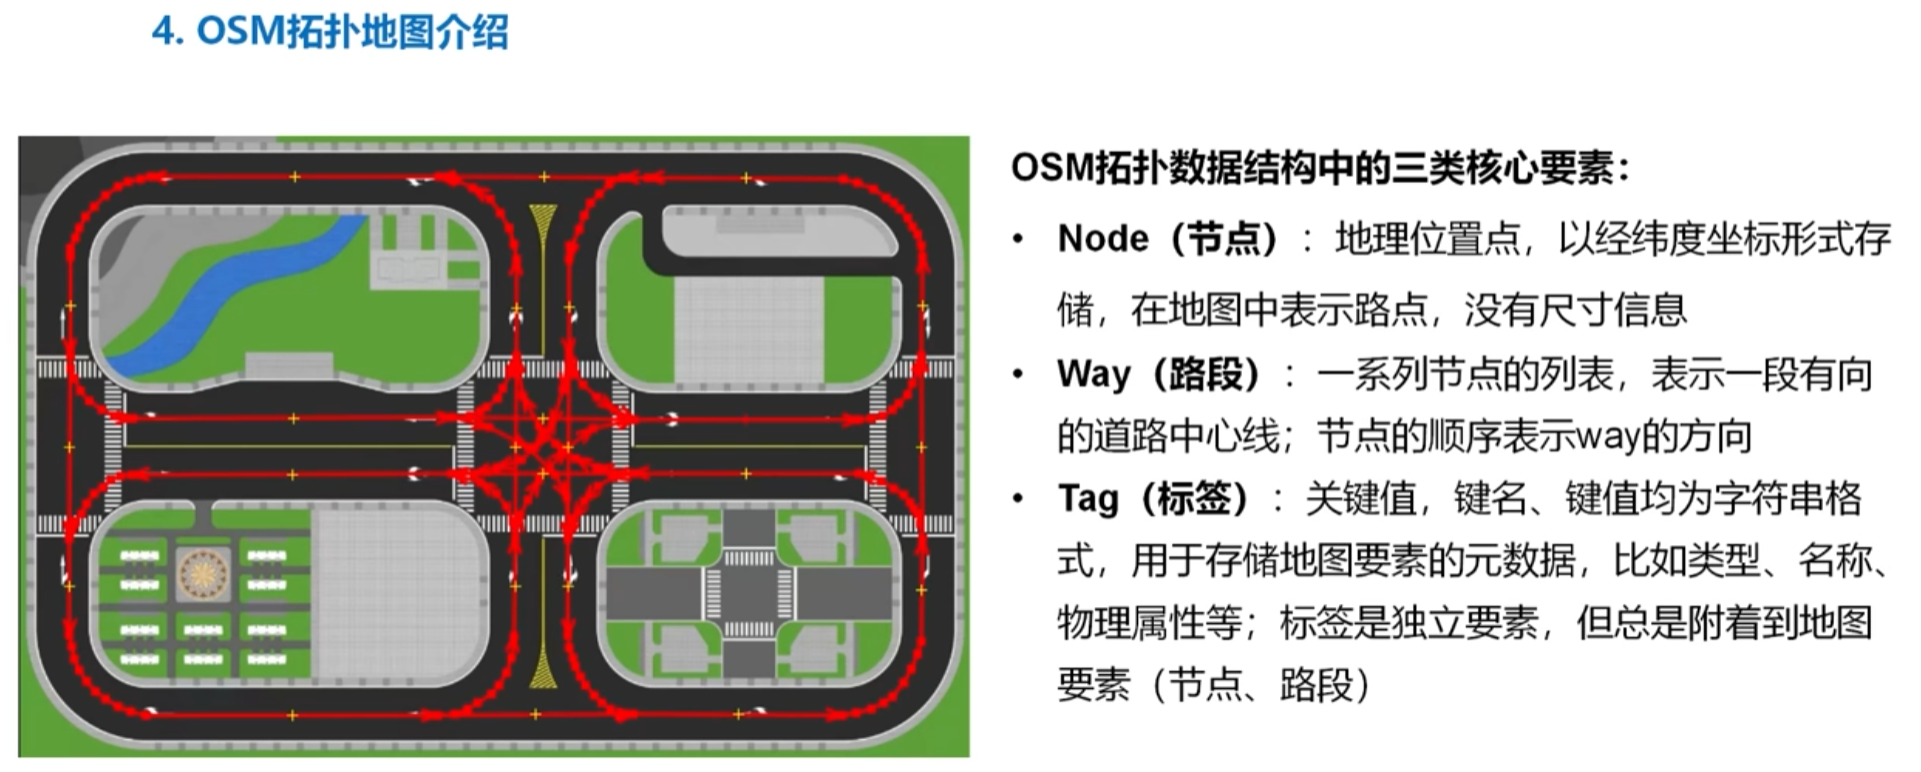 4. OSM拓扑地图介绍
OSM拓扑数据结构中的三类核心要素：
• Node（节点）：地理位置点，以经纬度坐标形式存
储，在地图中表示路点，没有尺寸信息
• Way（路段）：一系列节点的列表，表示一段有向
的道路中心线；节点的顺序表示way的方向
• Tag（标签）：关键值，键名、键值均为字符串格
式，用于存储地图要素的元数据，比如类型、名称、
物理属性等；标签是独立要素，但总是附着到地图
要素（节点、路段）